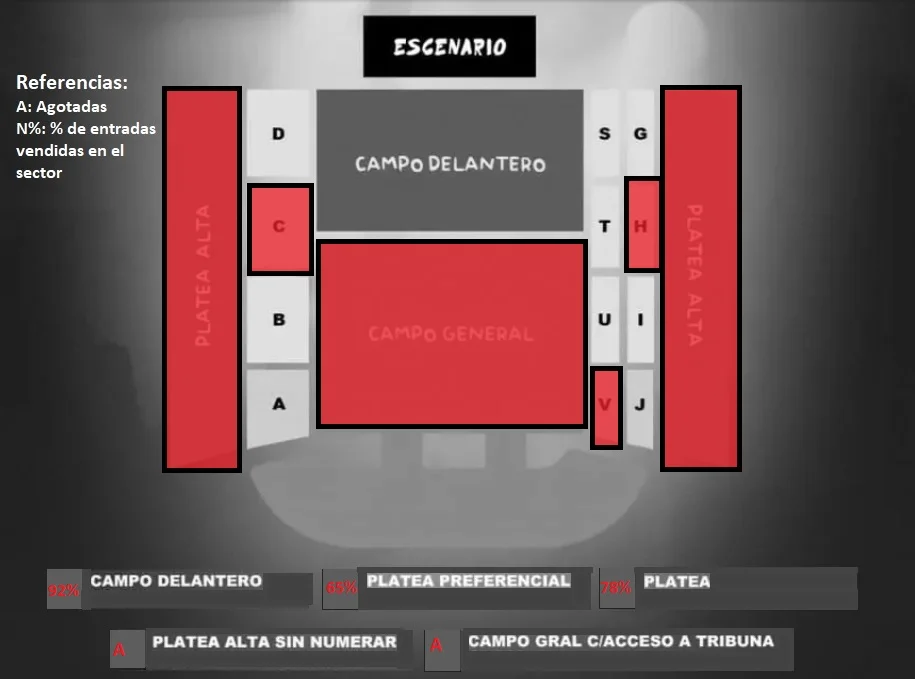 ESCENARIO
Referencias:
A: Agotadas
N%: % de entradas
vendidas en el
sector
D
S
G
CAMPO DELANTERO
PLATEA ALTA
C
T
H
PLATEA ALTA
B
CAMPO GENERAL
U
I
A
V
J
92%
CAMPO DELANTERO
65%
PLATEA PREFERENCIAL
78%
PLATEA
A
PLATEA ALTA SIN NUMERAR
A
CAMPO GRAL C/ACCESO A TRIBUNA